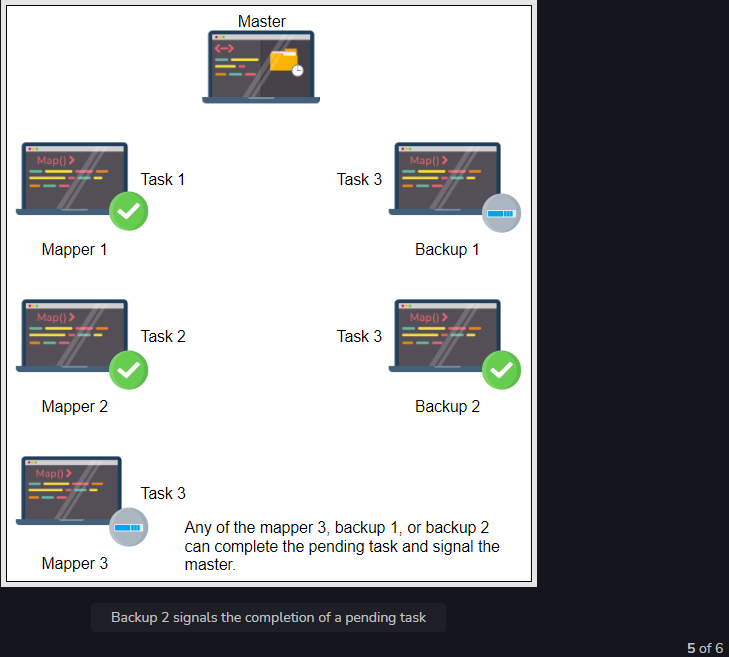 Master
Map()
Task 1
Mapper 1
Task 3
Map()
Backup 1
Map()
Task 2
Mapper 2
Task 3
Map()
Backup 2
Map()
Task 3
Mapper 3
Any of the mapper 3, backup 1, or backup 2
can complete the pending task and signal the
master.
Backup 2 signals the completion of a pending task
5 of 6